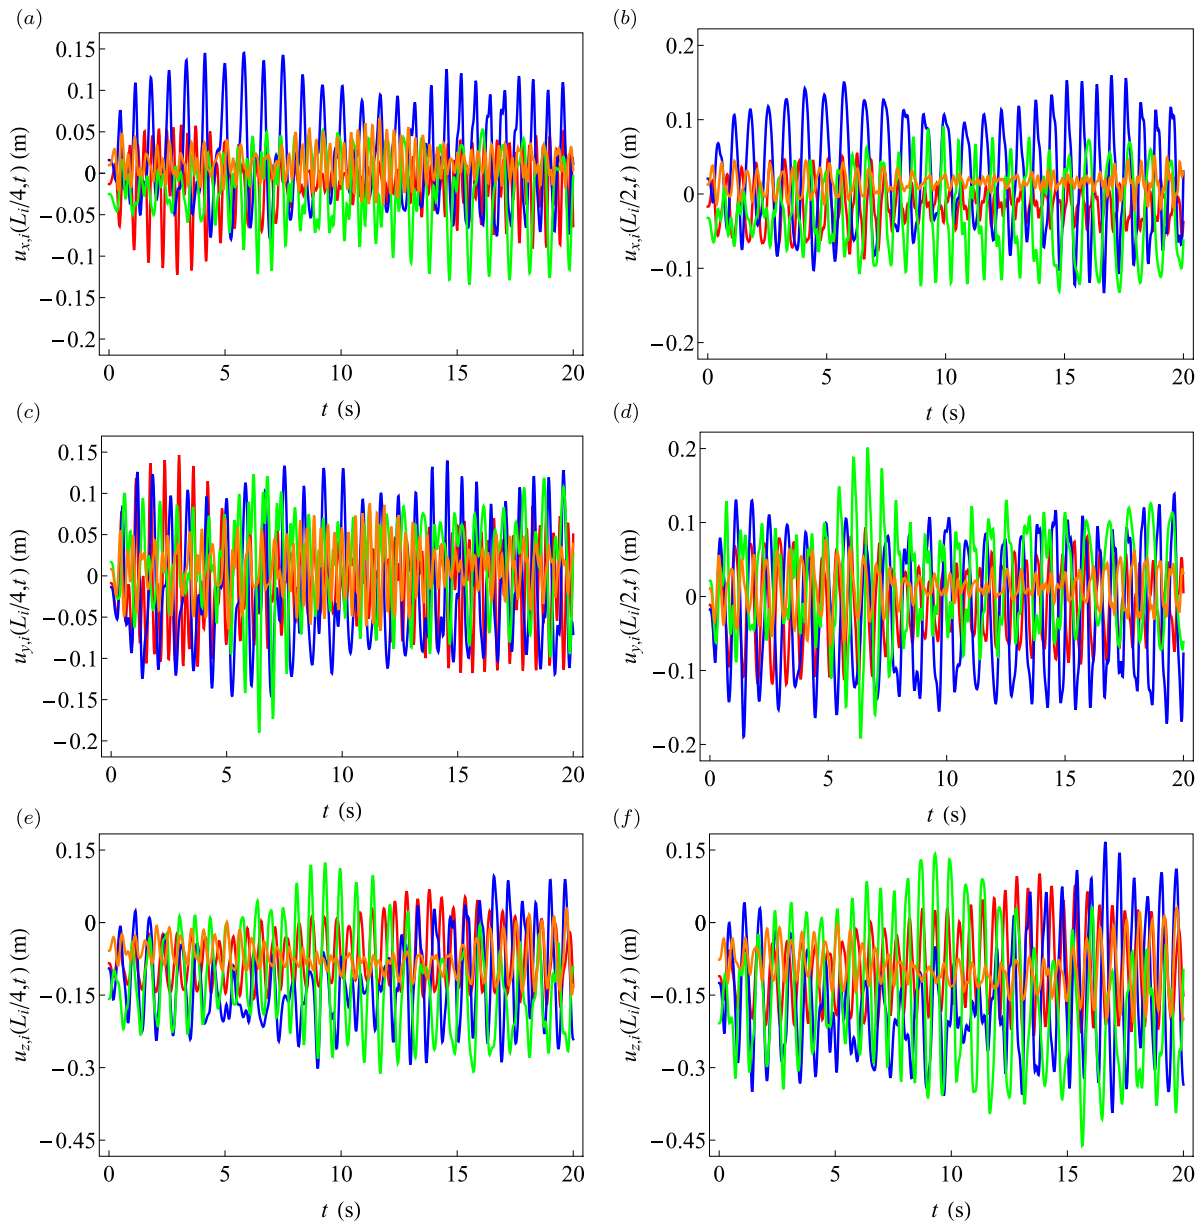 (a)
0.15
0.1
0.05
0
−0.05
−0.1
−0.15
−0.2
u_{x,i}(L_i/4,t) (m)
0 5 10 15 20
t (s)
(b)
0.2
0.1
0
−0.1
−0.2
u_{x,i}(L_i/2,t) (m)
0 5 10 15 20
t (s)
(c)
0.15
0.1
0.05
0
−0.05
−0.1
−0.15
−0.2
u_{y,i}(L_i/4,t) (m)
0 5 10 15 20
t (s)
(d)
0.2
0.1
0
−0.1
−0.2
u_{y,i}(L_i/2,t) (m)
0 5 10 15 20
t (s)
(e)
0.15
0
−0.15
−0.3
−0.45
u_{z,i}(L_i/4,t) (m)
0 5 10 15 20
t (s)
(f)
0.15
0
−0.15
−0.3
−0.45
u_{z,i}(L_i/2,t) (m)
0 5 10 15 20
t (s)